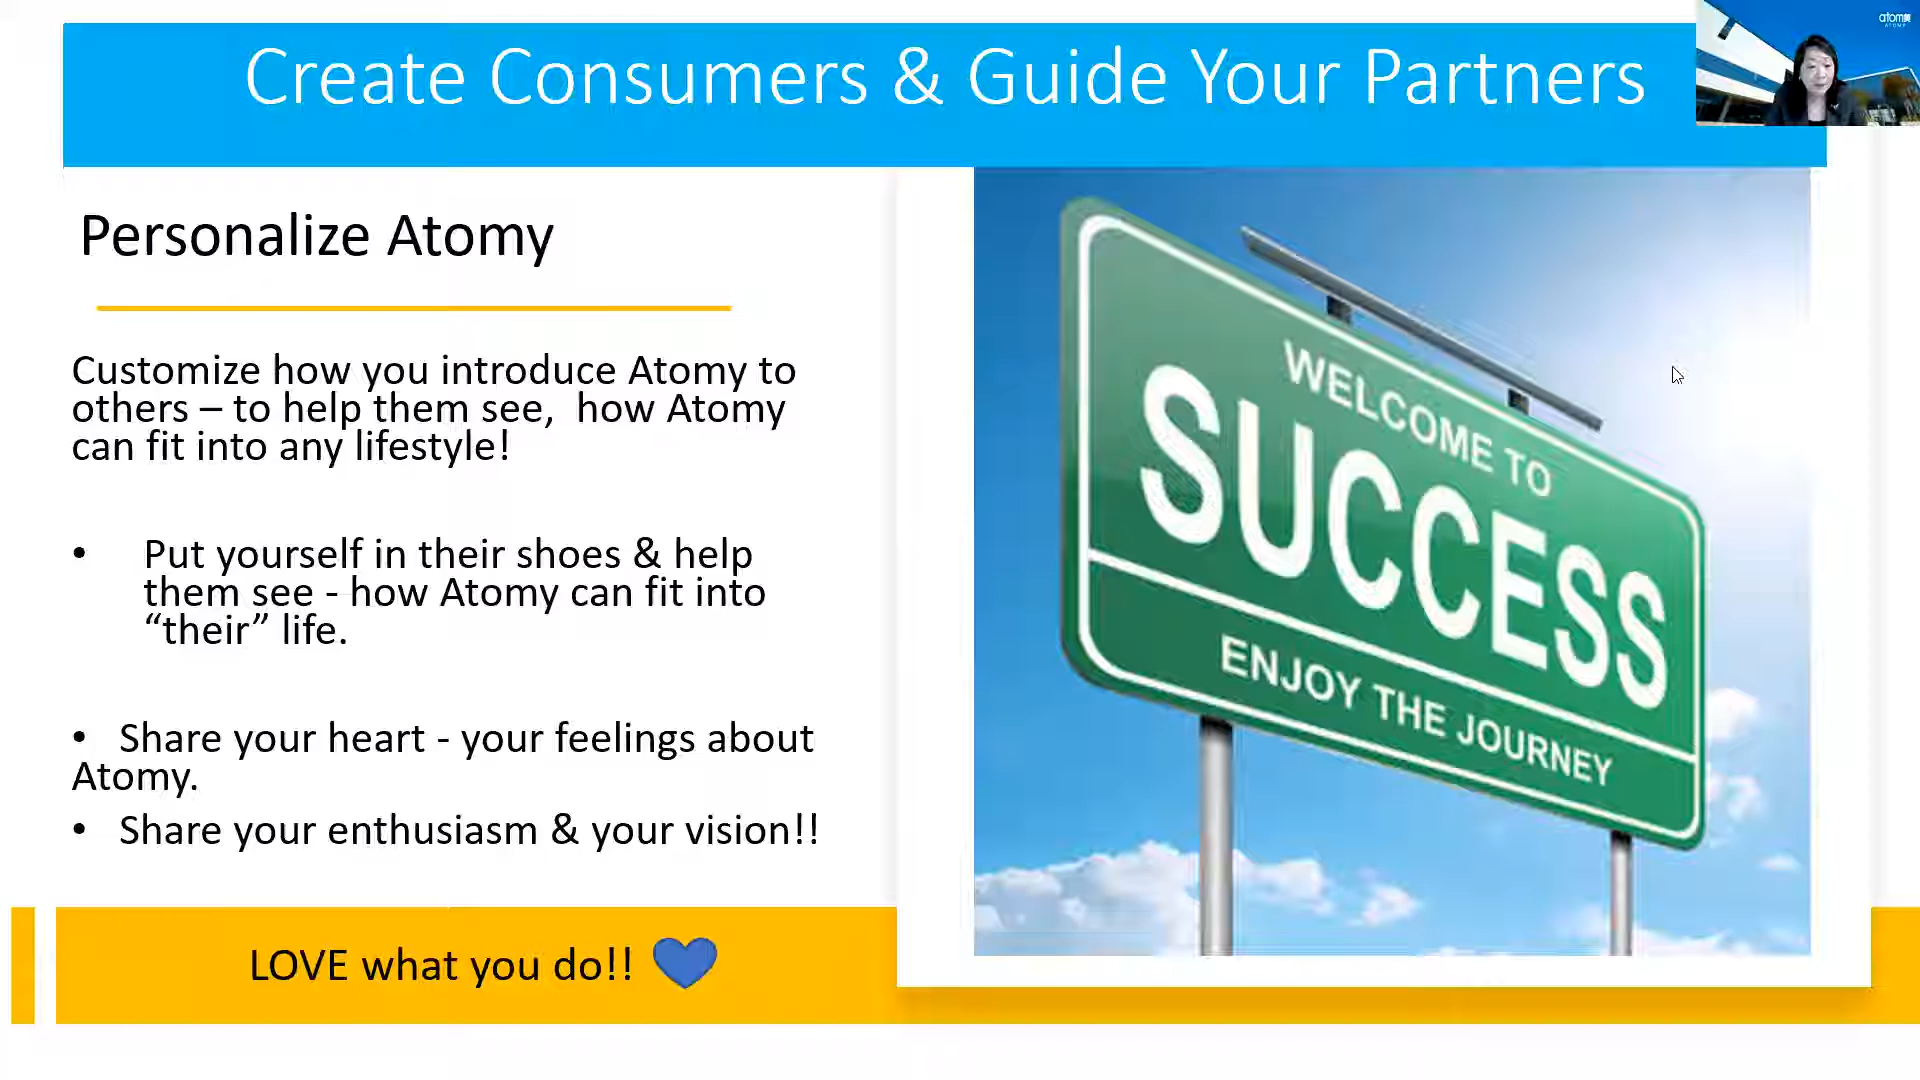 Create Consumers & Guide Your Partners
atom
Personalize Atomy
Customize how you introduce Atomy to
others – to help them see,  how Atomy
can fit into any lifestyle!
• Put yourself in their shoes & help
them see - how Atomy can fit into
“their” life.
• Share your heart - your feelings about
Atomy.
• Share your enthusiasm & your vision!!
LOVE what you do!!
WELCOME TO
SUCCESS
ENJOY THE JOURNEY